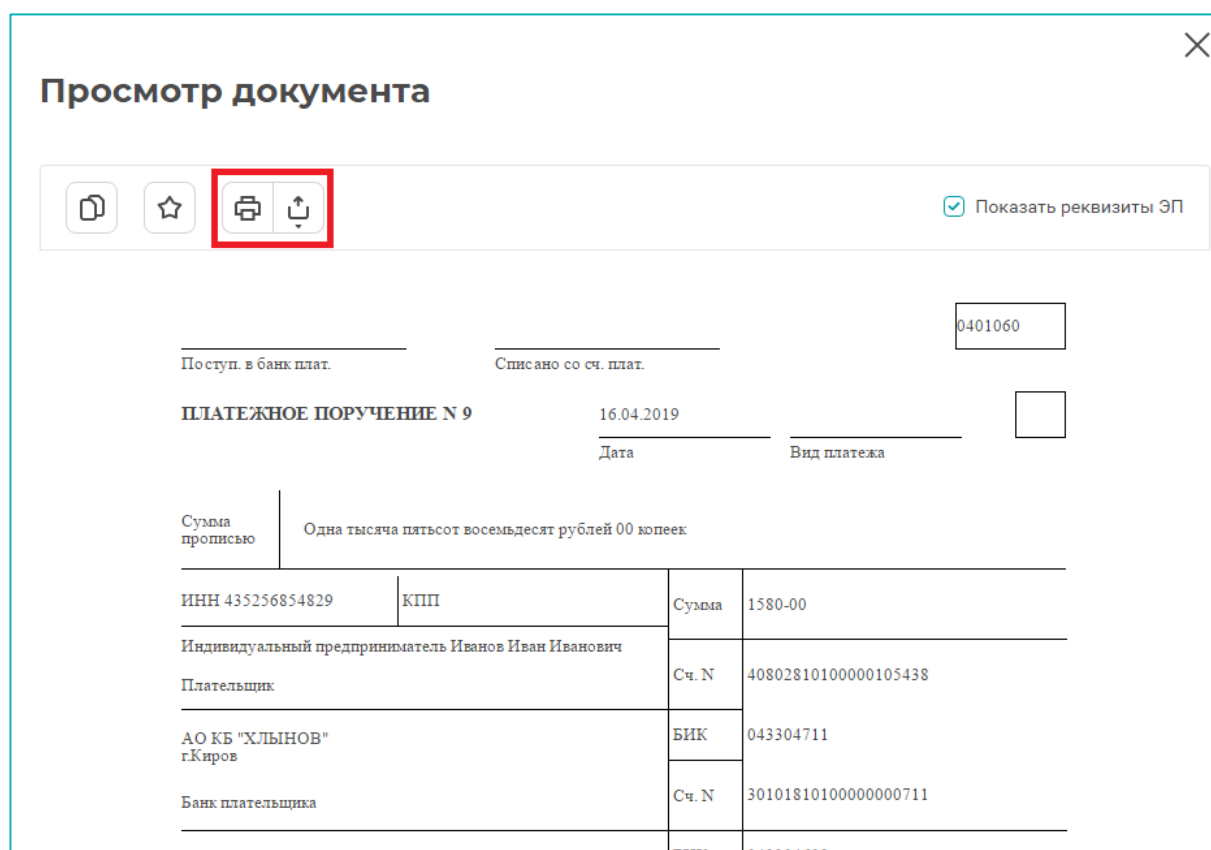 Просмотр документа
Показать реквизиты ЭП
0401060
Поступ. в банк плат. Списано со сч. плат.
ПЛАТЕЖНОЕ ПОРУЧЕНИЕ N 9 16.04.2019
Дата Вид платежа
Сумма
прописью
Одна тысяча пятьсот восемьдесят рублей 00 копеек
ИНН 435256854829 КПП Сумма 1580-00
Индивидуальный предприниматель Иванов Иван Иванович
Плательщик
Сч. N 40802810100000105438
АО КБ "ХЛЫНОВ"
г.Киров
БИК 043304711
Банк плательщика
Сч. N 30101810100000000711